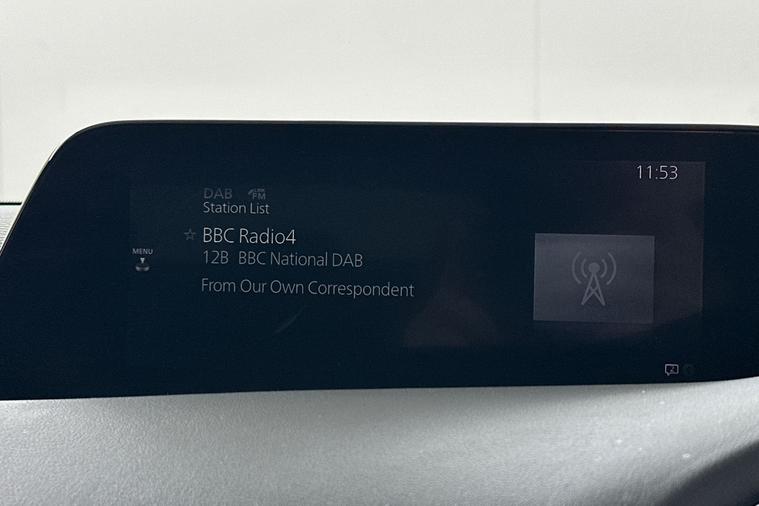 11:53
DAB FM
Station List
MENU
BBC Radio4
12B BBC National DAB
From Our Own Correspondent